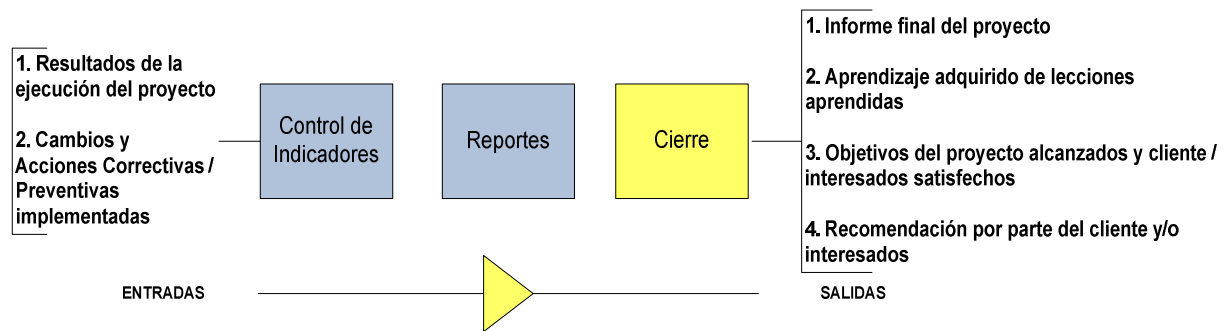 1. Resultados de la
ejecución del proyecto
2. Cambios y
Acciones Correctivas /
Preventivas
implementadas
Control de
Indicadores
Reportes
Cierre
1. Informe final del proyecto
2. Aprendizaje adquirido de lecciones
aprendidas
3. Objetivos del proyecto alcanzados y cliente /
interesados satisfechos
4. Recomendación por parte del cliente y/o
interesados
ENTRADAS
SALIDAS